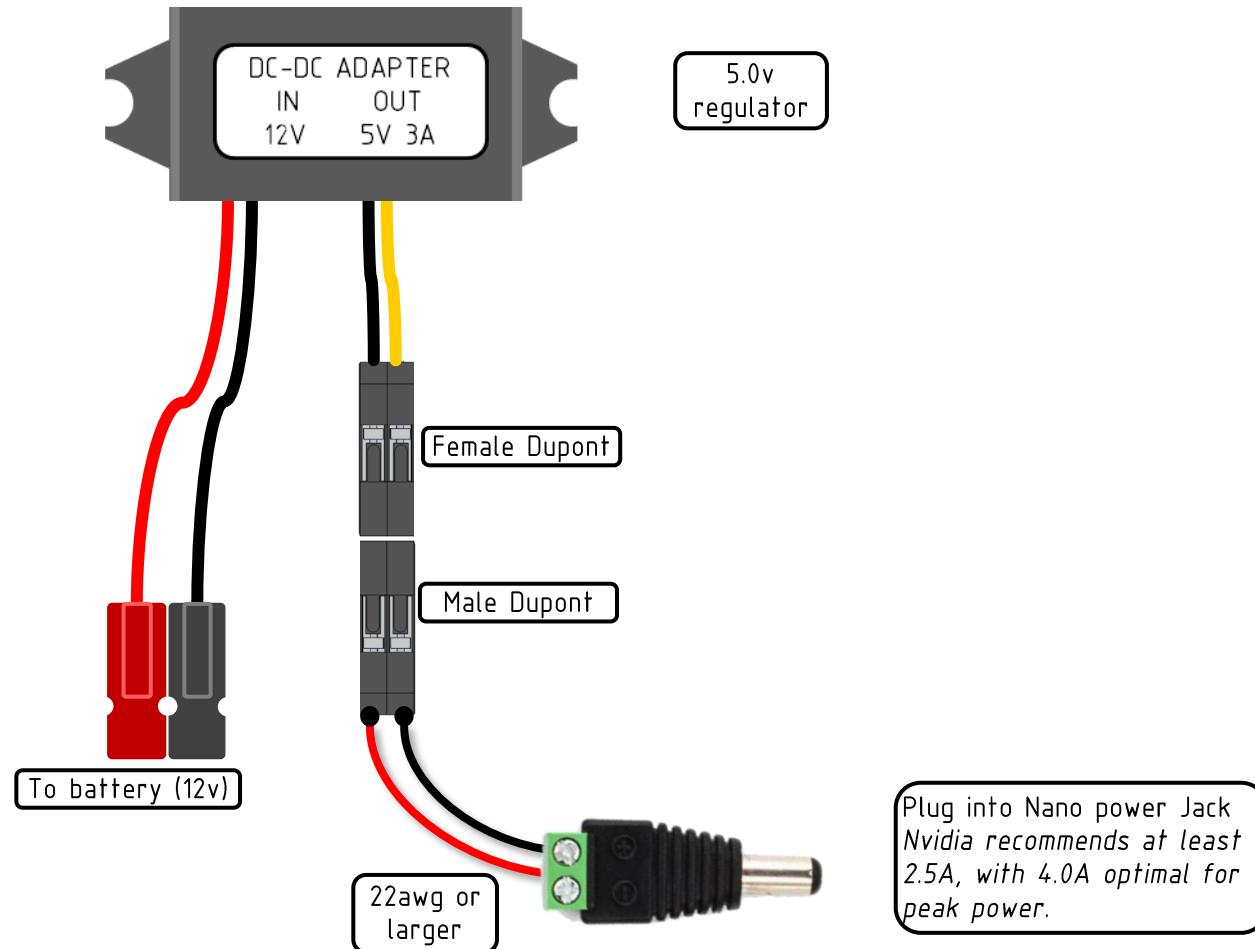 DC-DC ADAPTER
IN OUT
12V 5V 3A
5.0v
regulator
Female Dupont
Male Dupont
To battery (12v)
22awg or
larger
Plug into Nano power Jack
Nvidia recommends at least
2.5A, with 4.0A optimal for
peak power.